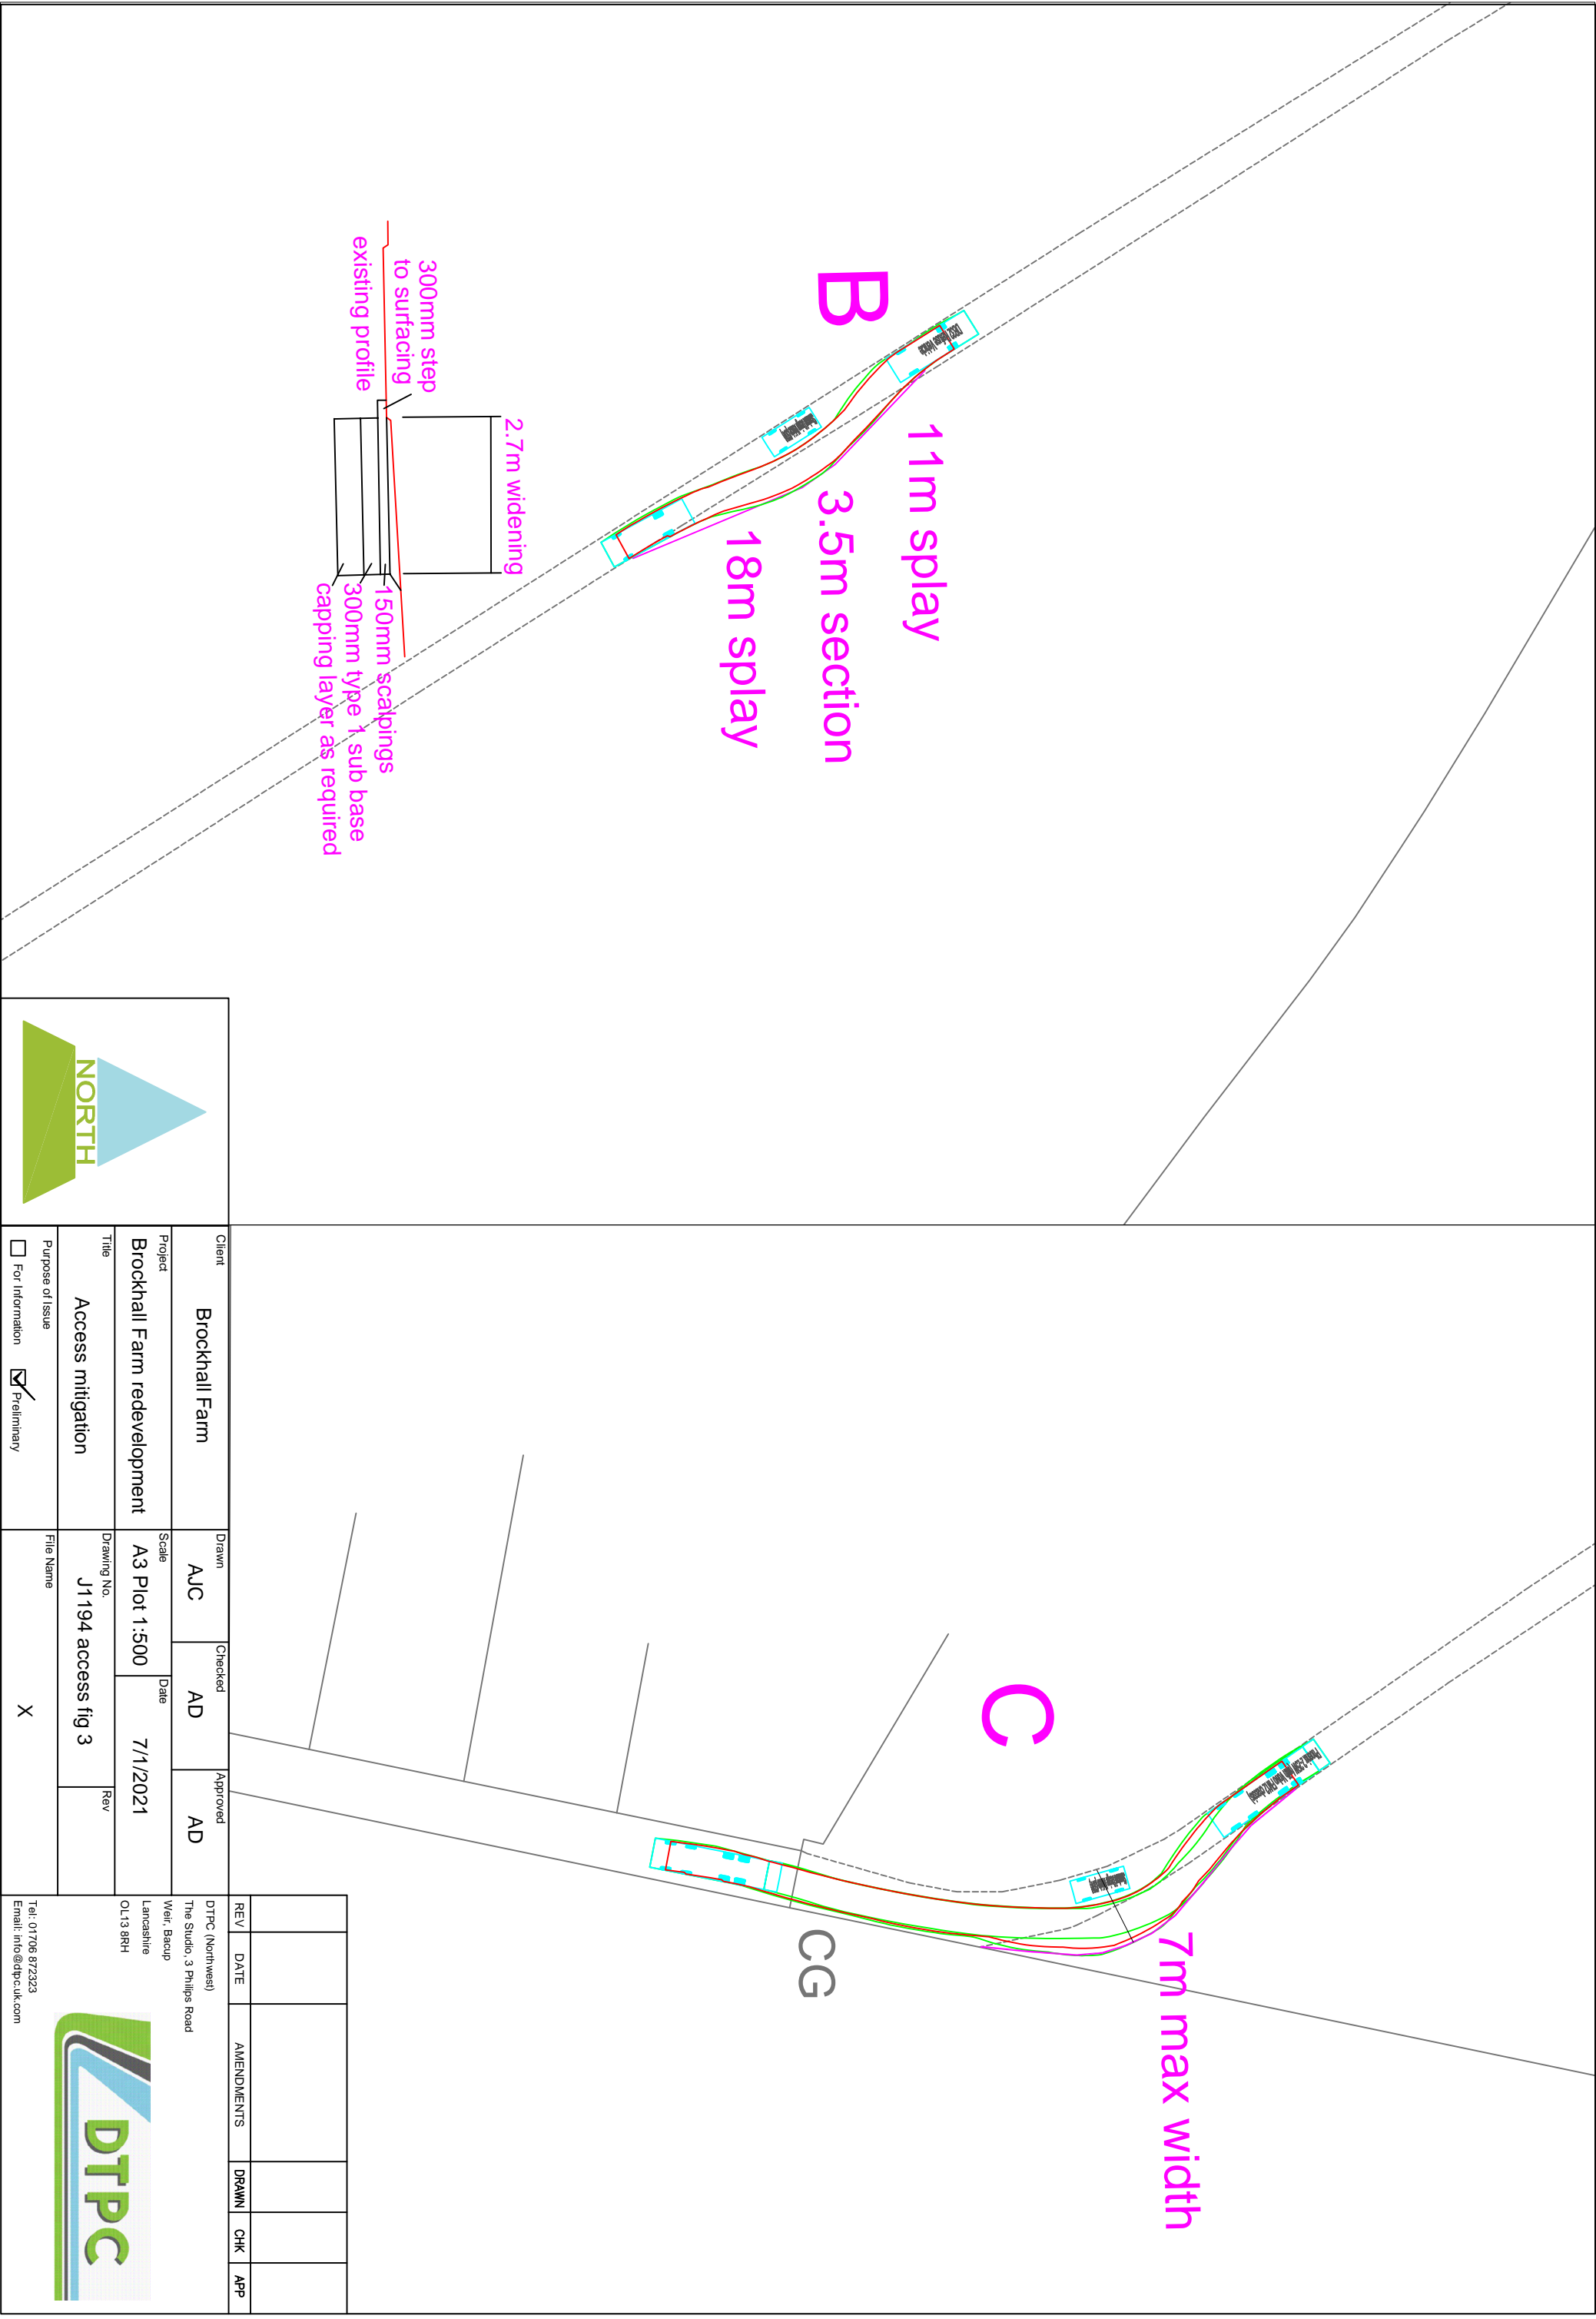 B
11m splay
3.5m section
18m splay
2.7m widening
300mm step
to surfacing
existing profile
150mm scalpings
300mm type 1 sub base
capping layer as required
C
7m max width
CG
NORTH
Client
Brockhall Farm
Project
Brockhall Farm redevelopment
Title
Access mitigation
Purpose of Issue
For Information
Preliminary
Drawn
AJC
Checked
AD
Approved
AD
Scale
A3 Plot 1:500
Date
7/1/2021
Drawing No.
J1194 access fig 3
Rev
File Name
X
REV DATE AMENDMENTS DRAWN CHK APP
DTPC (Northwest)
The Studio, 3 Philips Road
Weir, Bacup
Lancashire
OL13 8RH
Tel: 01706 872323
Email: info@dtpc.uk.com
DTPC